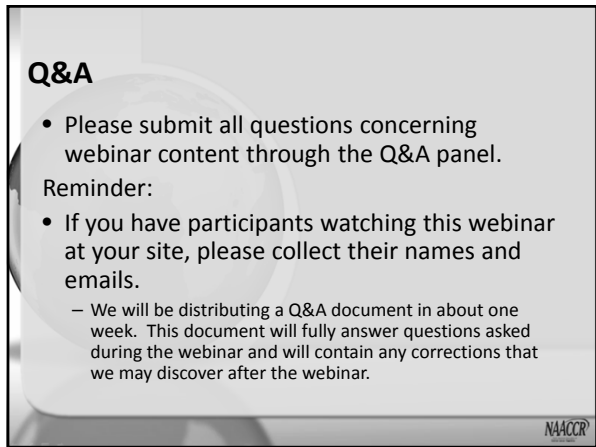 Q&A
• Please submit all questions concerning
webinar content through the Q&A panel.
Reminder:
• If you have participants watching this webinar
at your site, please collect their names and
emails.
– We will be distributing a Q&A document in about one
week.  This document will fully answer questions asked
during the webinar and will contain any corrections that
we may discover after the webinar.
NAACCR